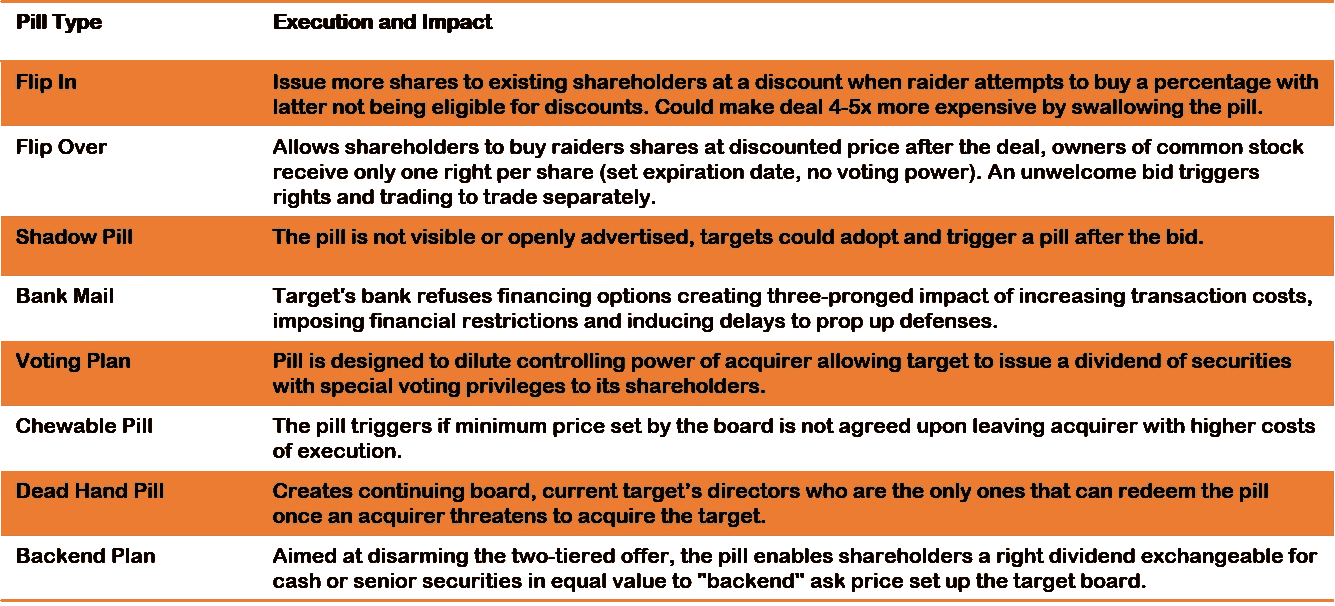 Pill Type Execution and Impact
Flip In Issue more shares to existing shareholders at a discount when raider attempts to buy a percentage with
latter not being eligible for discounts. Could make deal 4-5x more expensive by swallowing the pill.
Flip Over Allows shareholders to buy raiders shares at discounted price after the deal, owners of common stock
receive only one right per share (set expiration date, no voting power). An unwelcome bid triggers
rights and trading to trade separately.
Shadow Pill The pill is not visible or openly advertised, targets could adopt and trigger a pill after the bid.
Bank Mail Target's bank refuses financing options creating three-pronged impact of increasing transaction costs,
imposing financial restrictions and inducing delays to prop up defenses.
Voting Plan Pill is designed to dilute controlling power of acquirer allowing target to issue a dividend of securities
with special voting privileges to its shareholders.
Chewable Pill The pill triggers if minimum price set by the board is not agreed upon leaving acquirer with higher costs
of execution.
Dead Hand Pill Creates continuing board, current target’s directors who are the only ones that can redeem the pill
once an acquirer threatens to acquire the target.
Backend Plan Aimed at disarming the two-tiered offer, the pill enables shareholders a right dividend exchangeable for
cash or senior securities in equal value to "backend" ask price set up the target board.